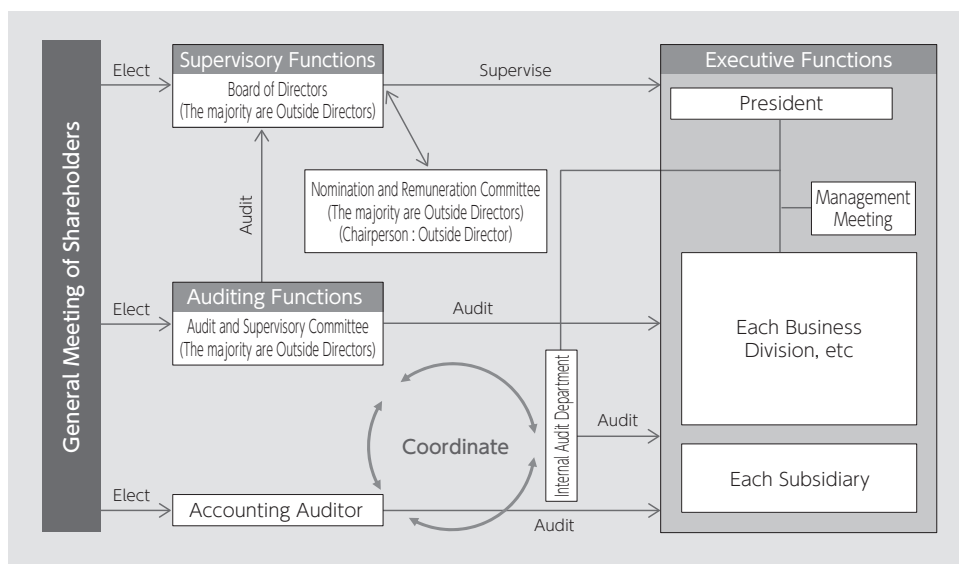 General Meeting of Shareholders
Elect
Supervisory Functions
Board of Directors
(The majority are Outside Directors)
Supervise
Executive Functions
President
Nomination and Remuneration Committee
(The majority are Outside Directors)
(Chairperson : Outside Director)
Management
Meeting
Audit
Elect
Auditing Functions
Audit and Supervisory Committee
(The majority are Outside Directors)
Audit
Each Business
Division, etc
Internal Audit Department
Audit
Coordinate
Each Subsidiary
Elect
Accounting Auditor
Audit